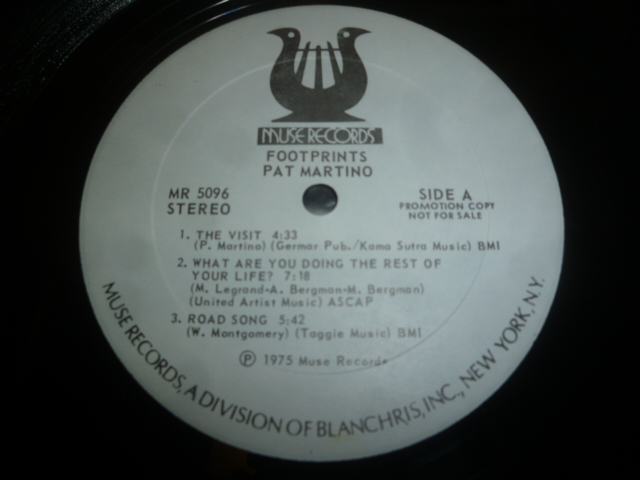 MUSE RECORDS
FOOTPRINTS
PAT MARTINO
MR 5096
STEREO
SIDE A
PROMOTION COPY
NOT FOR SALE
1. THE VISIT 4:33
(P. Martino) (Germar Pub./Kama Sutra Music) BMI
2. WHAT ARE YOU DOING THE REST OF
YOUR LIFE? 7:18
(M. Legrand-A. Bergman-M. Bergman)
(United Artist Music) ASCAP
3. ROAD SONG 5:42
(W. Montgomery) (Taggie Music) BMI
℗ 1975 Muse Records
MUSE RECORDS, A DIVISION OF BLANCHRIS, INC., NEW YORK, N.Y.